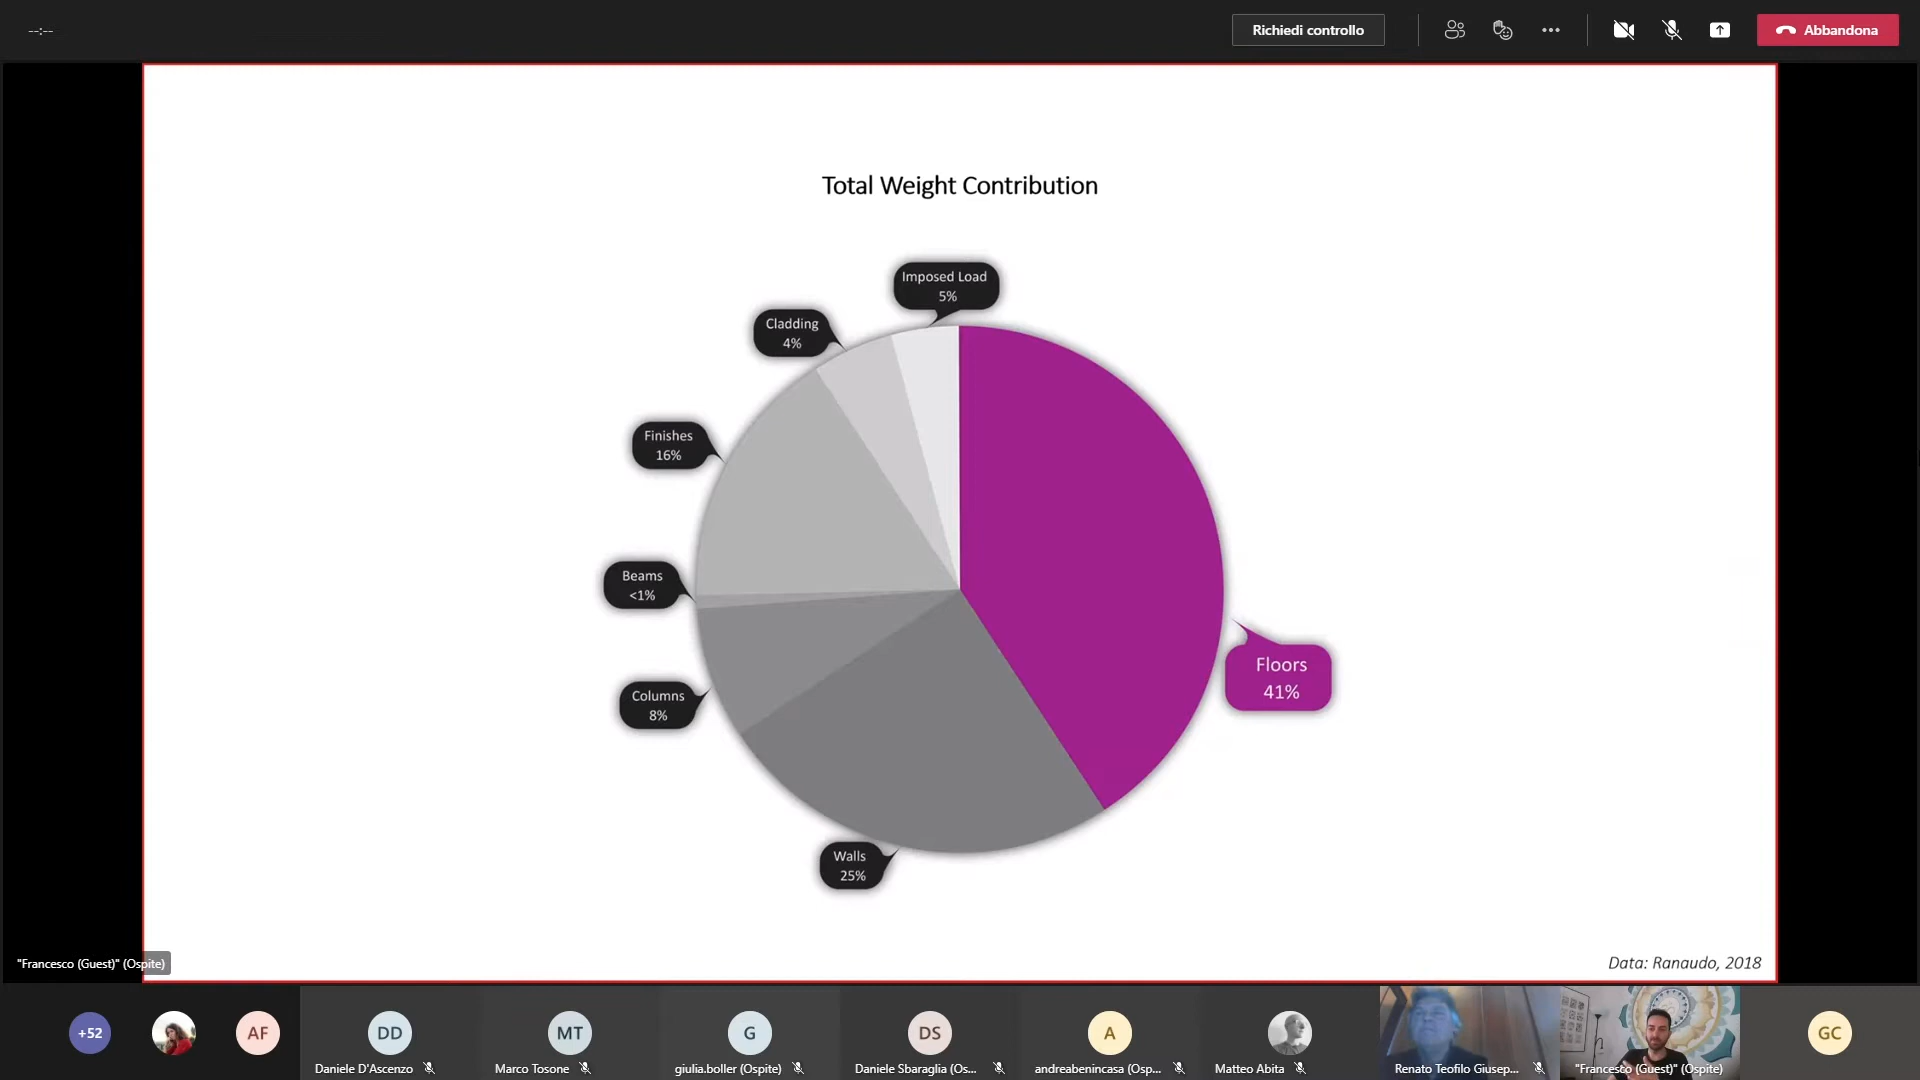 --:--
Richiedi controllo
Abbandona
Total Weight Contribution
Imposed Load
5%
Cladding
4%
Finishes
16%
Beams
<1%
Columns
8%
Walls
25%
Floors
41%
Data: Ranaudo, 2018
"Francesco (Guest)" (Ospite)
+52
AF
DD
Daniele D'Ascenzo
MT
Marco Tosone
G
giulia.boller (Ospite)
DS
Daniele Sbaraglia (Os...
A
andreabenincasa (Osp...
Matteo Abita
Renato Teofilo Giusep...
"Francesco (Guest)" (Ospite)
GC